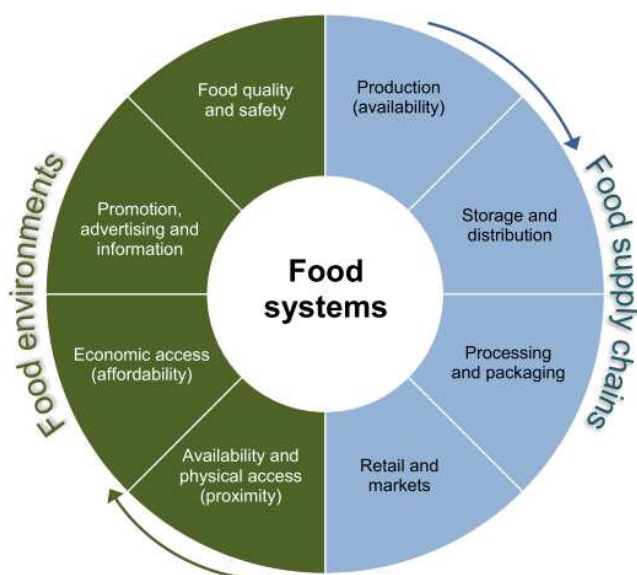 Food quality
and safety
Production
(availability)
Promotion,
advertising and
information
Storage and
distribution
Food
systems
Economic access
(affordability)
Processing
and packaging
Availability and
physical access
(proximity)
Retail and
markets
Food environments
Food supply chains